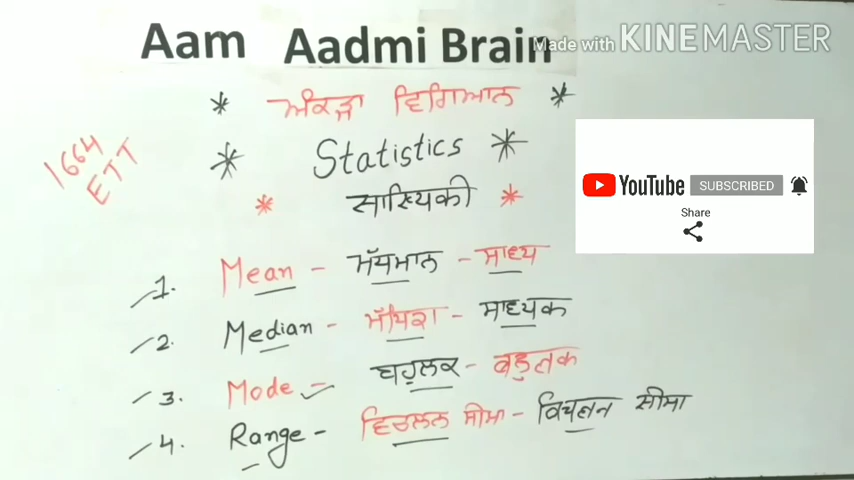 Aam Aadmi Brain
Made with KINEMASTER
* ਅੰਕੜਾ ਵਿਗਿਆਨ *
1664 ETT
* Statistics *
* साख्यिकी *
YouTube SUBSCRIBED
Share
1. Mean - ਮੱਧਮਾਨ - माध्य
2. Median - ਮੱਧਿਕਾ - माध्यक
3. Mode - ਬਹੁਲਕ - बहुतक
4. Range - ਵਿਚਲਨ ਸੀਮਾ - विचलन सीमा